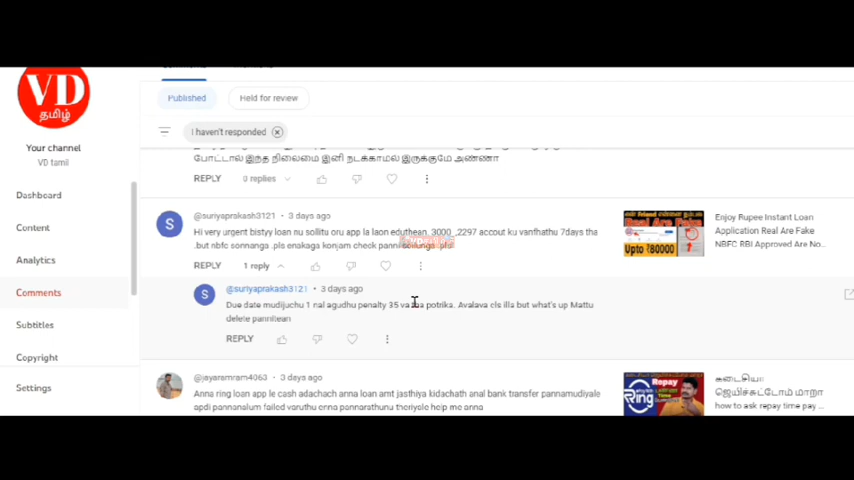 VD
தமிழ்
Your channel
VD tamil
Dashboard
Content
Analytics
Comments
Subtitles
Copyright
Settings
Published
Held for review
I haven't responded
போட்டால் இந்த நிலைமை இனி நடக்காமல் இருக்குமே அண்ணா
REPLY
@suriyaprakash3121 • 3 days ago
Hi very urgent bistyy loan nu sollitu oru app la laon eduthean. 3000 ,2297 accout ku vanfhathu 7days tha
.but nbfc sonnanga .pls enakaga konjam check panni pls
REPLY 1 reply
@suriyaprakash3121 • 3 days ago
Due date mudijuchu 1 nal agudhu penalty 35 potrika. Avalava cls illa but what's up Mattu
delete pannitean
REPLY
@jayaramram4063 • 3 days ago
Anna ring loan app le cash adachach anna loan amt jasthiya kidachath anal bank transfer pannamudiyale
apdi pannanalum failed varuthu enna pannarathunu theriyale help me anna
Upto ₹80000
Enjoy Rupee Instant Loan
Application Real Are Fake
NBFC RBI Approved Are No...
Repay
Ring
கடைசியா
ஜெயிச்சுட்டோம் மாறா
how to ask repay time pay ...